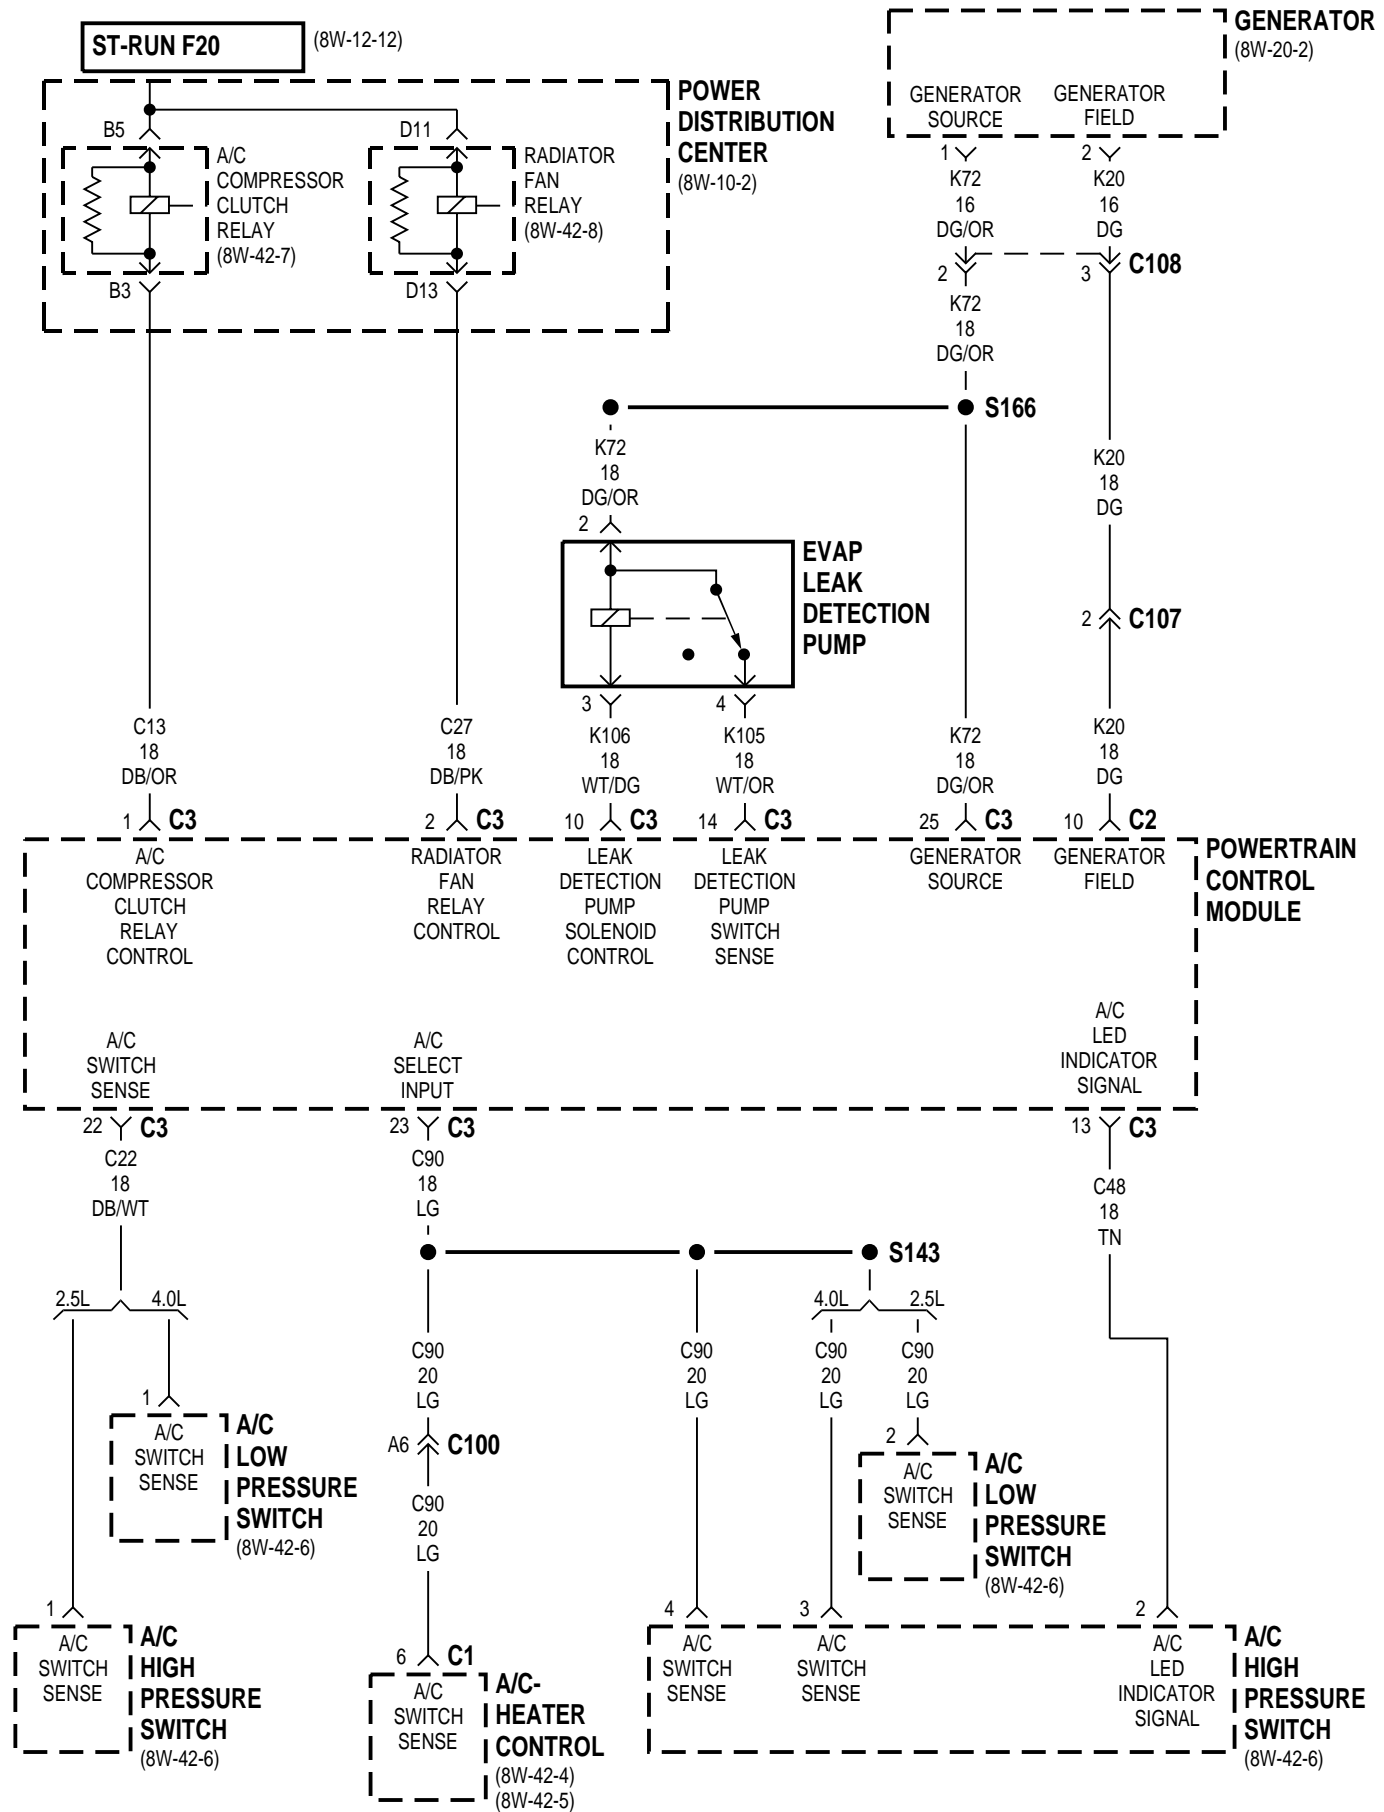 ST-RUN F20 (8W-12-12)
GENERATOR
(8W-20-2)
GENERATOR
SOURCE
GENERATOR
FIELD
POWER
DISTRIBUTION
CENTER
(8W-10-2)
B5
A/C
COMPRESSOR
CLUTCH
RELAY
(8W-42-7)
B3
D11
RADIATOR
FAN
RELAY
(8W-42-8)
D13
1
K72
16
DG/OR
2
K72
18
DG/OR
2
K20
16
DG
3
C108
S166
K72
18
DG/OR
2
K20
18
DG
EVAP
LEAK
DETECTION
PUMP
2
C107
3
K106
18
WT/DG
4
K105
18
WT/OR
C13
18
DB/OR
C27
18
DB/PK
K72
18
DG/OR
K20
18
DG
1 C3
2 C3
10 C3
14 C3
25 C3
10 C2
POWERTRAIN
CONTROL
MODULE
A/C
COMPRESSOR
CLUTCH
RELAY
CONTROL
RADIATOR
FAN
RELAY
CONTROL
LEAK
DETECTION
PUMP
SOLENOID
CONTROL
LEAK
DETECTION
PUMP
SWITCH
SENSE
GENERATOR
SOURCE
GENERATOR
FIELD
A/C
SWITCH
SENSE
A/C
SELECT
INPUT
A/C
LED
INDICATOR
SIGNAL
22 C3
C22
18
DB/WT
23 C3
C90
18
LG
13 C3
C48
18
TN
S143
2.5L 4.0L
4.0L 2.5L
C90
20
LG
C90
20
LG
C90
20
LG
C90
20
LG
1
A/C
SWITCH
SENSE
A/C
LOW
PRESSURE
SWITCH
(8W-42-6)
A6 C100
C90
20
LG
2
A/C
SWITCH
SENSE
A/C
LOW
PRESSURE
SWITCH
(8W-42-6)
1
A/C
SWITCH
SENSE
A/C
HIGH
PRESSURE
SWITCH
(8W-42-6)
6 C1
A/C
SWITCH
SENSE
A/C-
HEATER
CONTROL
(8W-42-4)
(8W-42-5)
4
A/C
SWITCH
SENSE
3
A/C
SWITCH
SENSE
2
A/C
LED
INDICATOR
SIGNAL
A/C
HIGH
PRESSURE
SWITCH
(8W-42-6)